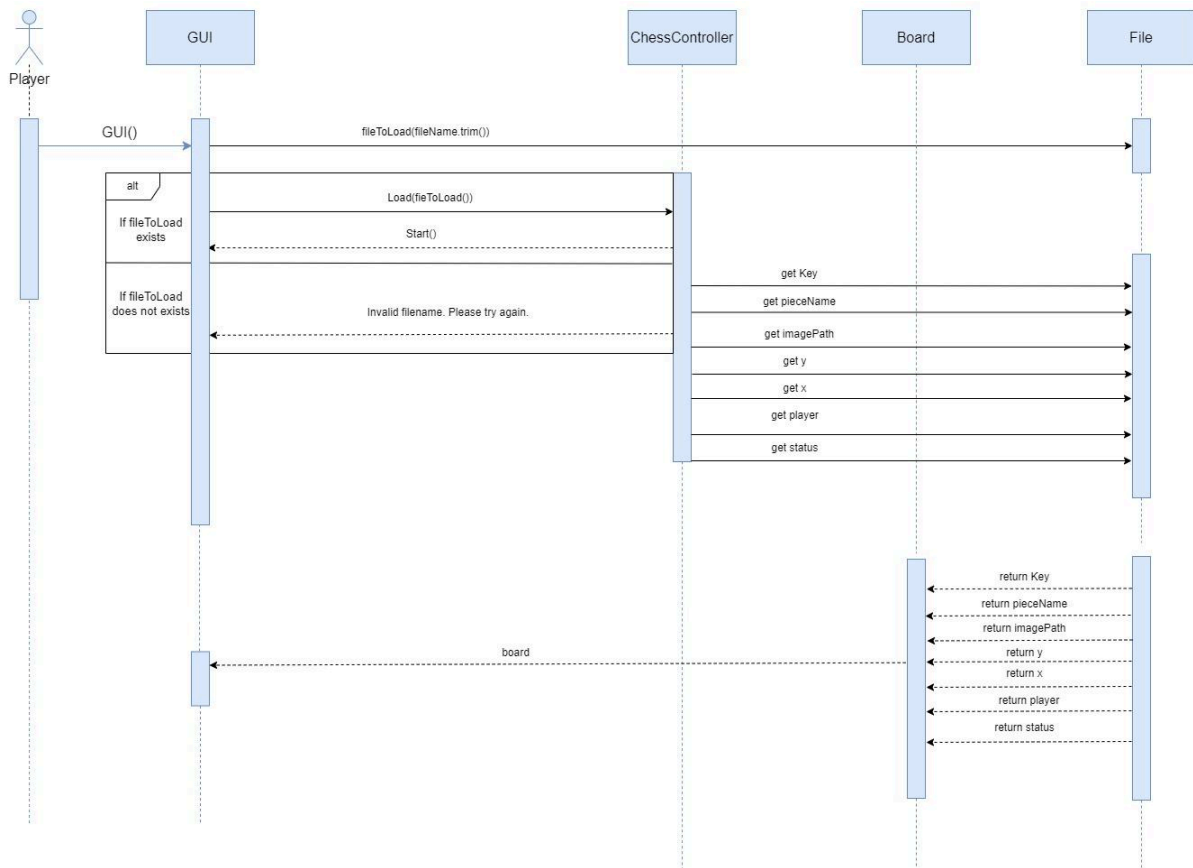 GUI
ChessController
Board
File
Player
GUI()
fileToLoad(fileName.trim())
alt
Load(fieToLoad())
If fileToLoad
exists
Start()
get Key
If fileToLoad
does not exists
get pieceName
Invalid filename. Please try again.
get imagePath
get y
get x
get player
get status
return Key
return pieceName
return imagePath
board
return y
return x
return player
return status